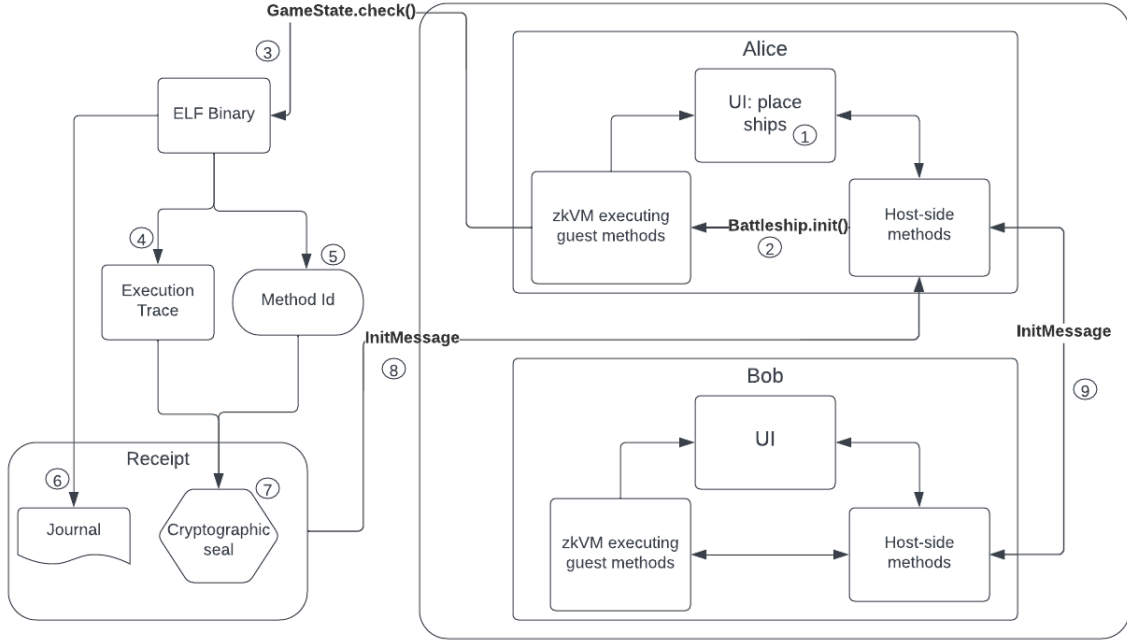 GameState.check()
3
ELF Binary
4
5
Execution
Trace
Method Id
6
Receipt
7
Journal
Cryptographic
seal
InitMessage
8
Alice
UI: place
ships
1
zkVM executing
guest methods
Battleship.init()
2
Host-side
methods
InitMessage
9
Bob
UI
zkVM executing
guest methods
Host-side
methods